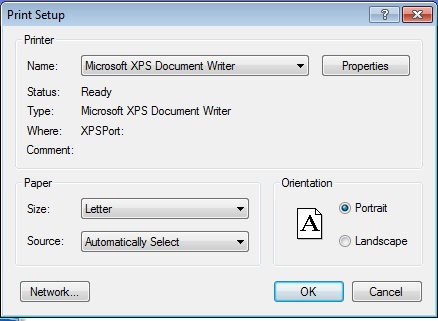 Print Setup
?
Printer
Name: Microsoft XPS Document Writer Properties
Status: Ready
Type: Microsoft XPS Document Writer
Where: XPSPort:
Comment:
Paper
Size: Letter
Source: Automatically Select
Orientation
A
Portrait
Landscape
Network... OK Cancel